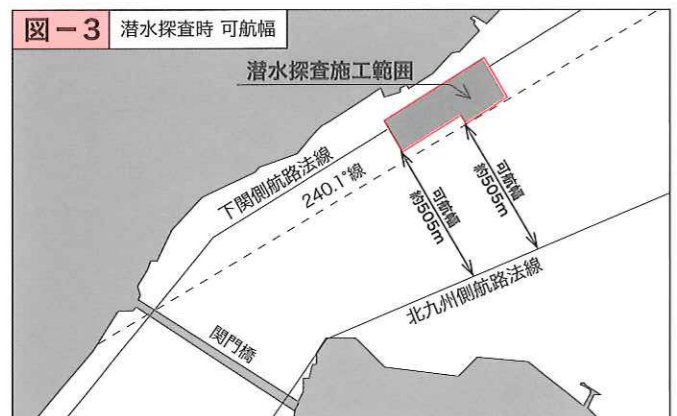 図－3 潜水探査時 可航幅
潜水探査施工範囲
下関側航路法線
240.1°線
可航幅
約505m
可航幅
約505m
北九州側航路法線
関門橋